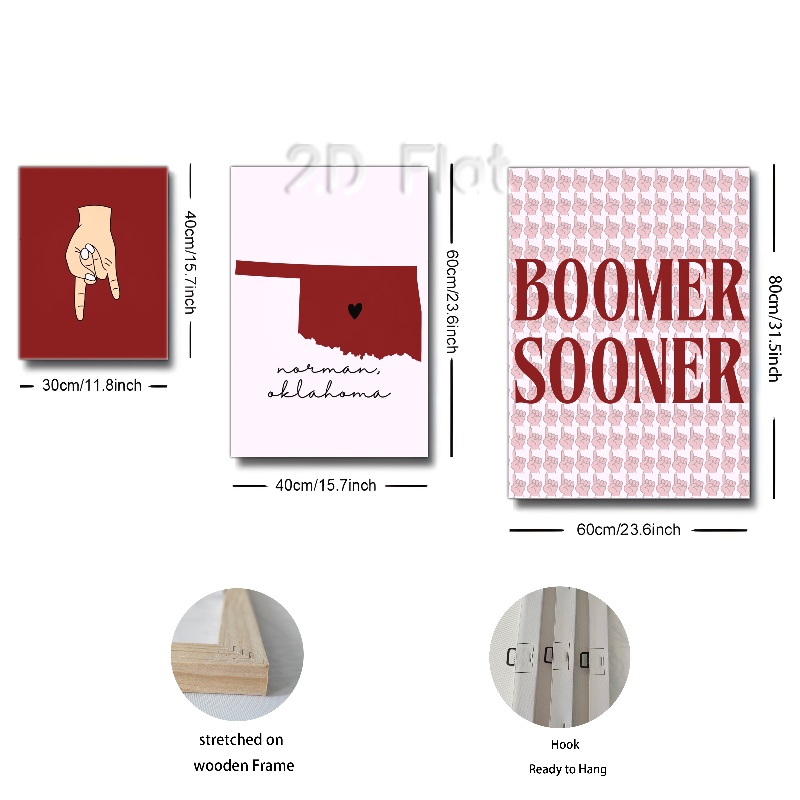 2D Flat
40cm/15.7inch
30cm/11.8inch
norman,
oklahoma
60cm/23.6inch
40cm/15.7inch
BOOMER
SOONER
80cm/31.5inch
60cm/23.6inch
stretched on
wooden Frame
Hook
Ready to Hang